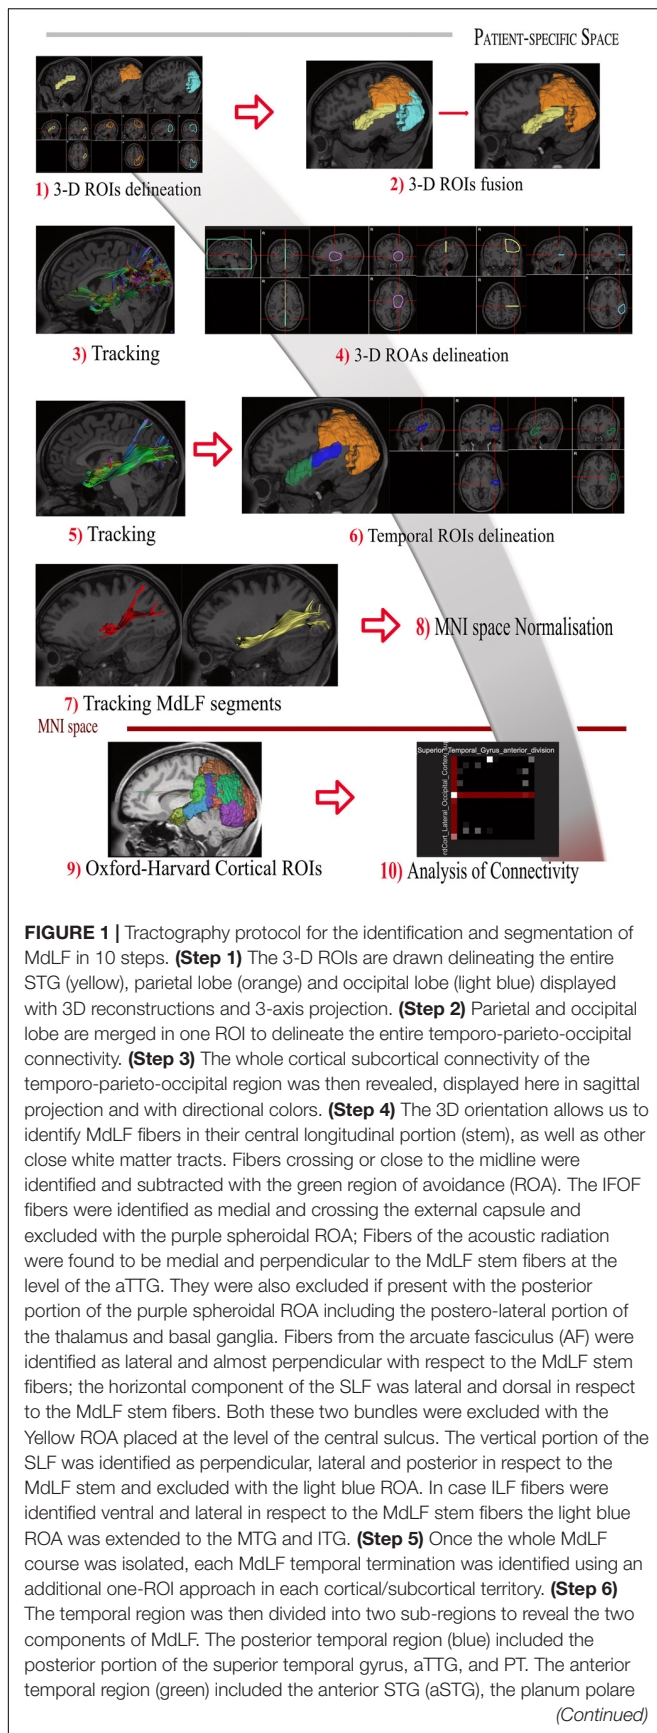 PATIENT-SPECIFIC SPACE
1) 3-D ROIs delineation
2) 3-D ROIs fusion
3) Tracking
4) 3-D ROAs delineation
5) Tracking
6) Temporal ROIs delineation
7) Tracking MdLF segments
8) MNI space Normalisation
MNI space
Superior_Temporal_Gyrus_anterior_division
9) Oxford-Harvard Cortical ROIs
10) Analysis of Connectivity
FIGURE 1 | Tractography protocol for the identification and segmentation of
MdLF in 10 steps. (Step 1) The 3-D ROIs are drawn delineating the entire
STG (yellow), parietal lobe (orange) and occipital lobe (light blue) displayed
with 3D reconstructions and 3-axis projection. (Step 2) Parietal and occipital
lobe are merged in one ROI to delineate the entire temporo-parieto-occipital
connectivity. (Step 3) The whole cortical subcortical connectivity of the
temporo-parieto-occipital region was then revealed, displayed here in sagittal
projection and with directional colors. (Step 4) The 3D orientation allows us to
identify MdLF fibers in their central longitudinal portion (stem), as well as other
close white matter tracts. Fibers crossing or close to the midline were
identified and subtracted with the green region of avoidance (ROA). The IFOF
fibers were identified as medial and crossing the external capsule and
excluded with the purple spheroidal ROA; Fibers of the acoustic radiation
were found to be medial and perpendicular to the MdLF stem fibers at the
level of the aTTG. They were also excluded if present with the posterior
portion of the purple spheroidal ROA including the postero-lateral portion of
the thalamus and basal ganglia. Fibers from the arcuate fasciculus (AF) were
identified as lateral and almost perpendicular with respect to the MdLF stem
fibers; the horizontal component of the SLF was lateral and dorsal in respect
to the MdLF stem fibers. Both these two bundles were excluded with the
Yellow ROA placed at the level of the central sulcus. The vertical portion of the
SLF was identified as perpendicular, lateral and posterior in respect to the
MdLF stem and excluded with the light blue ROA. In case ILF fibers were
identified ventral and lateral in respect to the MdLF stem fibers the light blue
ROA was extended to the MTG and ITG. (Step 5) Once the whole MdLF
course was isolated, each MdLF temporal termination was identified using an
additional one-ROI approach in each cortical/subcortical territory. (Step 6)
The temporal region was then divided into two sub-regions to reveal the two
components of MdLF. The posterior temporal region (blue) included the
posterior portion of the superior temporal gyrus, aTTG, and PT. The anterior
temporal region (green) included the anterior STG (aSTG), the planum polare
(Continued)